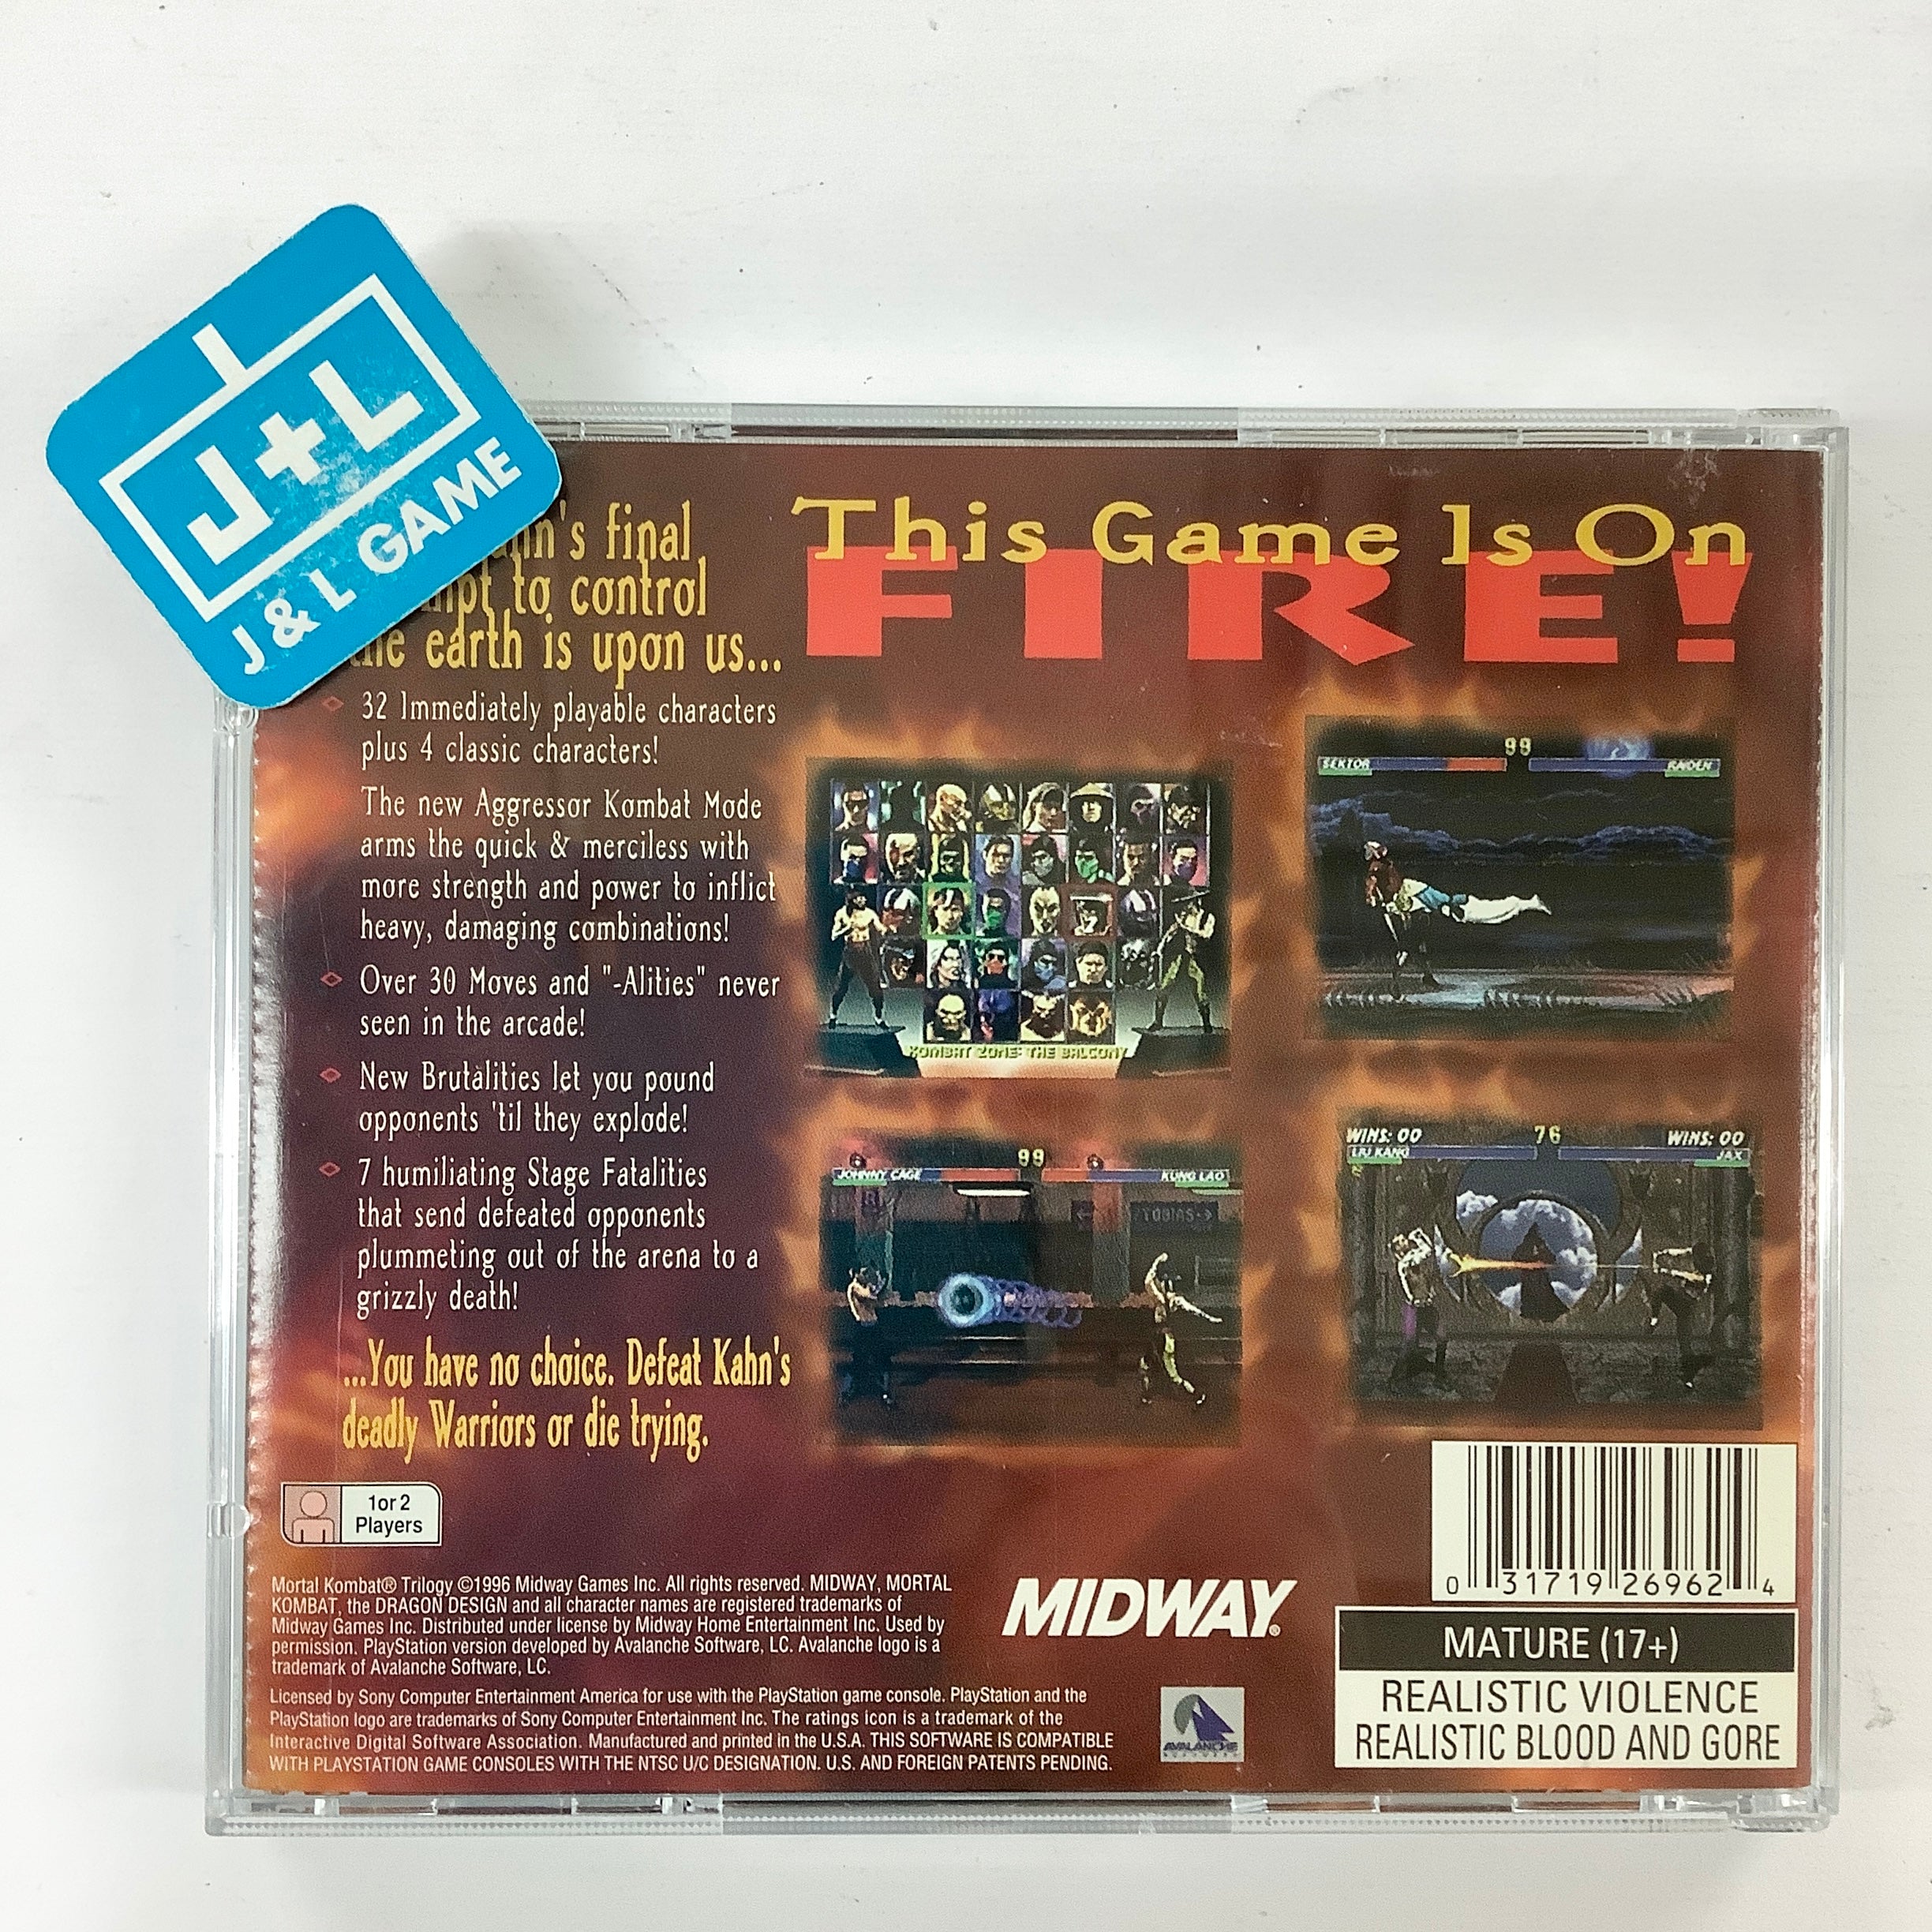 J+L
J & L GAME
's final
to control
the earth is upon us...
32 Immediately playable characters
plus 4 classic characters!
The new Aggressor Kombat Mode
arms the quick & merciless with
more strength and power to inflict
heavy, damaging combinations!
Over 30 Moves and "-Alities" never
seen in the arcade!
New Brutalities let you pound
opponents 'til they explode!
7 humiliating Stage Fatalities
that send defeated opponents
plummeting out of the arena to a
grizzly death!
...You have no choice. Defeat Kahn's
deadly Warriors or die trying.
This Game Is On
FIRE!
KOMBAT ZONE: THE BALCONY
99
SEKTOR RAIDEN
99
JOHNNY CAGE KUNG LAO
TOBIAS→
WINS: 00 76 WINS: 00
LIU KANG JAX
1 or 2
Players
Mortal Kombat® Trilogy ©1996 Midway Games Inc. All rights reserved. MIDWAY, MORTAL
KOMBAT, the DRAGON DESIGN and all character names are registered trademarks of
Midway Games Inc. Distributed under license by Midway Home Entertainment Inc. Used by
permission. PlayStation version developed by Avalanche Software, LC. Avalanche logo is a
trademark of Avalanche Software, LC.
Licensed by Sony Computer Entertainment America for use with the PlayStation game console. PlayStation and the
PlayStation logo are trademarks of Sony Computer Entertainment Inc. The ratings icon is a trademark of the
Interactive Digital Software Association. Manufactured and printed in the U.S.A. THIS SOFTWARE IS COMPATIBLE
WITH PLAYSTATION GAME CONSOLES WITH THE NTSC U/C DESIGNATION. U.S. AND FOREIGN PATENTS PENDING.
MIDWAY®
AVALANCHE
SOFTWARE
0 31719 26962 4
MATURE (17+)
REALISTIC VIOLENCE
REALISTIC BLOOD AND GORE